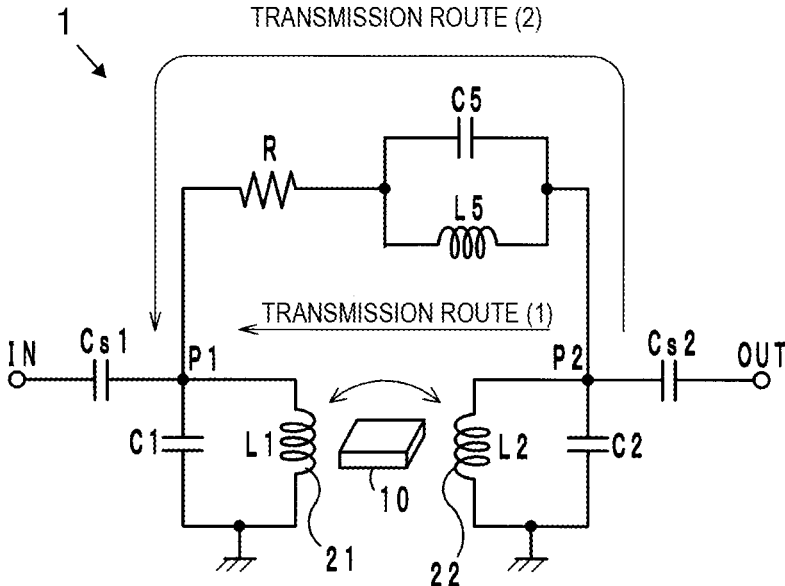 1
TRANSMISSION ROUTE (2)
C5
R
L5
TRANSMISSION ROUTE (1)
IN
Cs1
P1
P2
Cs2
OUT
C1
L1
L2
C2
10
21
22